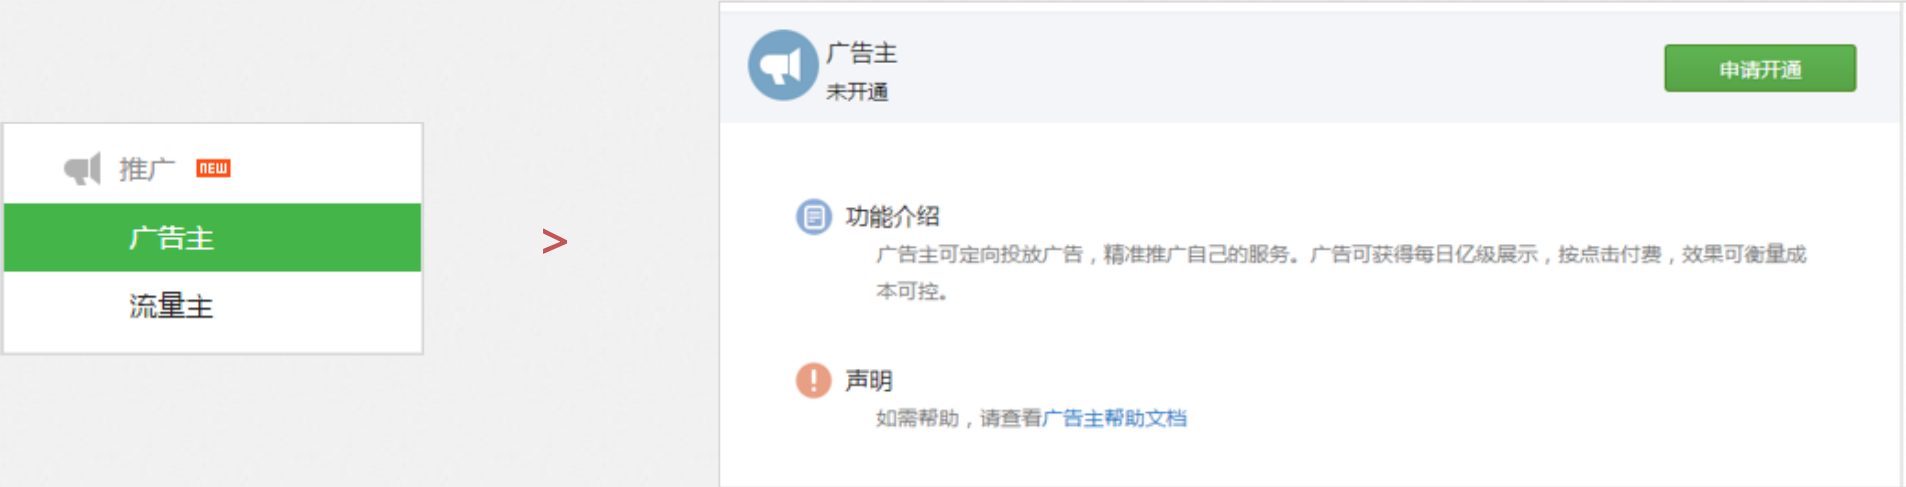 推广 NEW
广告主
流量主
>
广告主
未开通
申请开通
功能介绍
广告主可定向投放广告，精准推广自己的服务。广告可获得每日亿级展示，按点击付费，效果可衡量成
本可控。
声明
如需帮助，请查看广告主帮助文档